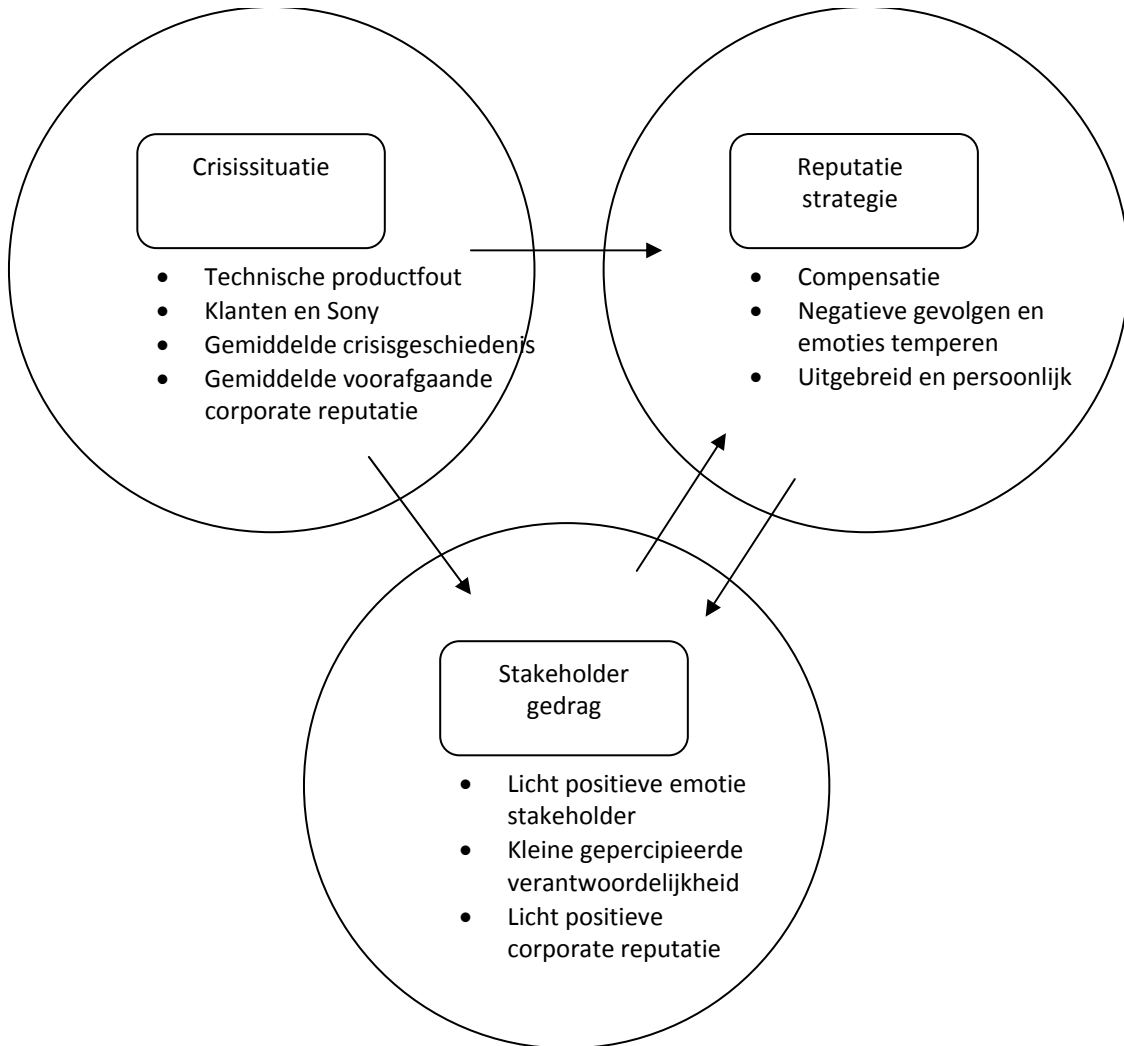 Crisissituatie
• Technische productfout
• Klanten en Sony
• Gemiddelde crisisgeschiedenis
• Gemiddelde voorafgaande
corporate reputatie
Reputatie
strategie
• Compensatie
• Negatieve gevolgen en
emoties temperen
• Uitgebreid en persoonlijk
Stakeholder
gedrag
• Licht positieve emotie
stakeholder
• Kleine gepercipieerde
verantwoordelijkheid
• Licht positieve
corporate reputatie